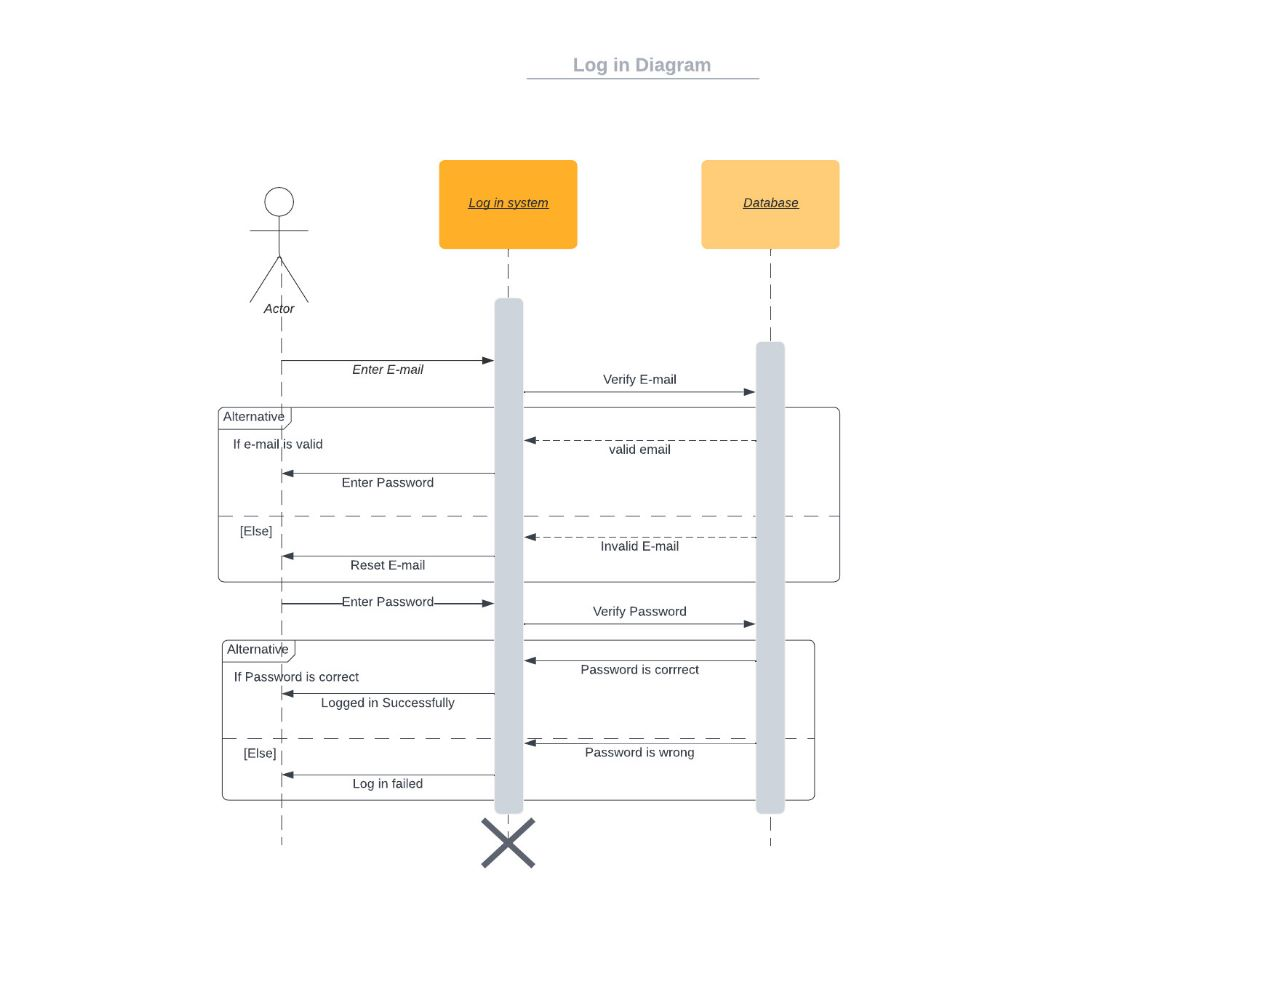 Log in Diagram
Log in system
Database
Actor
Enter E-mail
Verify E-mail
Alternative
If e-mail is valid
valid email
Enter Password
[Else]
Invalid E-mail
Reset E-mail
Enter Password
Verify Password
Alternative
Password is corrrect
If Password is correct
Logged in Successfully
[Else]
Password is wrong
Log in failed